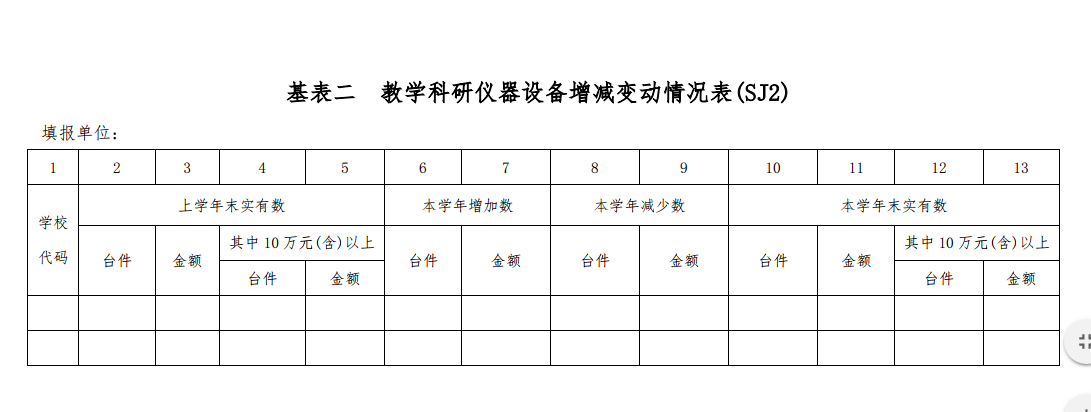 基表二 教学科研仪器设备增减变动情况表(SJ2)
填报单位：
1 2 3 4 5 6 7 8 9 10 11 12 13
学校代码 上学年末实有数 本学年增加数 本学年减少数 本学年末实有数
台件 金额 其中 10 万元(含)以上 台件 金额 台件 金额 台件 金额 其中 10 万元(含)以上
台件 金额 台件 金额